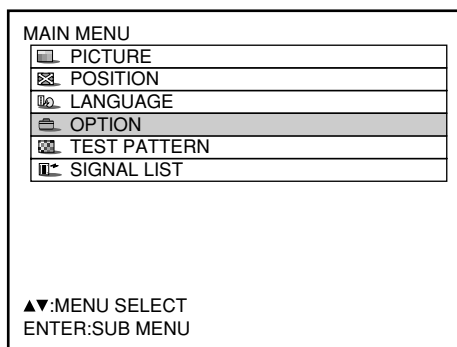 MAIN MENU
PICTURE
POSITION
LANGUAGE
OPTION
TEST PATTERN
SIGNAL LIST
▲▼:MENU SELECT
ENTER:SUB MENU